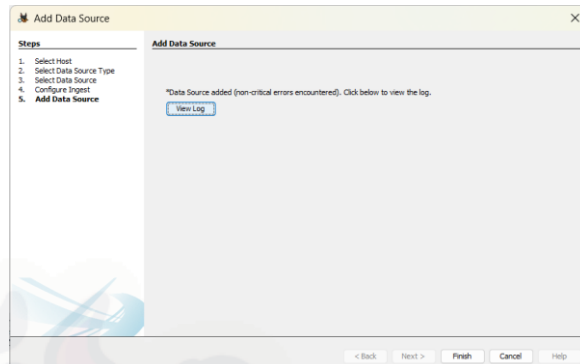 Add Data Source
Steps
1. Select Host
2. Select Data Source Type
3. Select Data Source
4. Configure Ingest
5. Add Data Source
Add Data Source
*Data Source added (non-critical errors encountered). Click below to view the log.
View Log
< Back Next > Finish Cancel Help